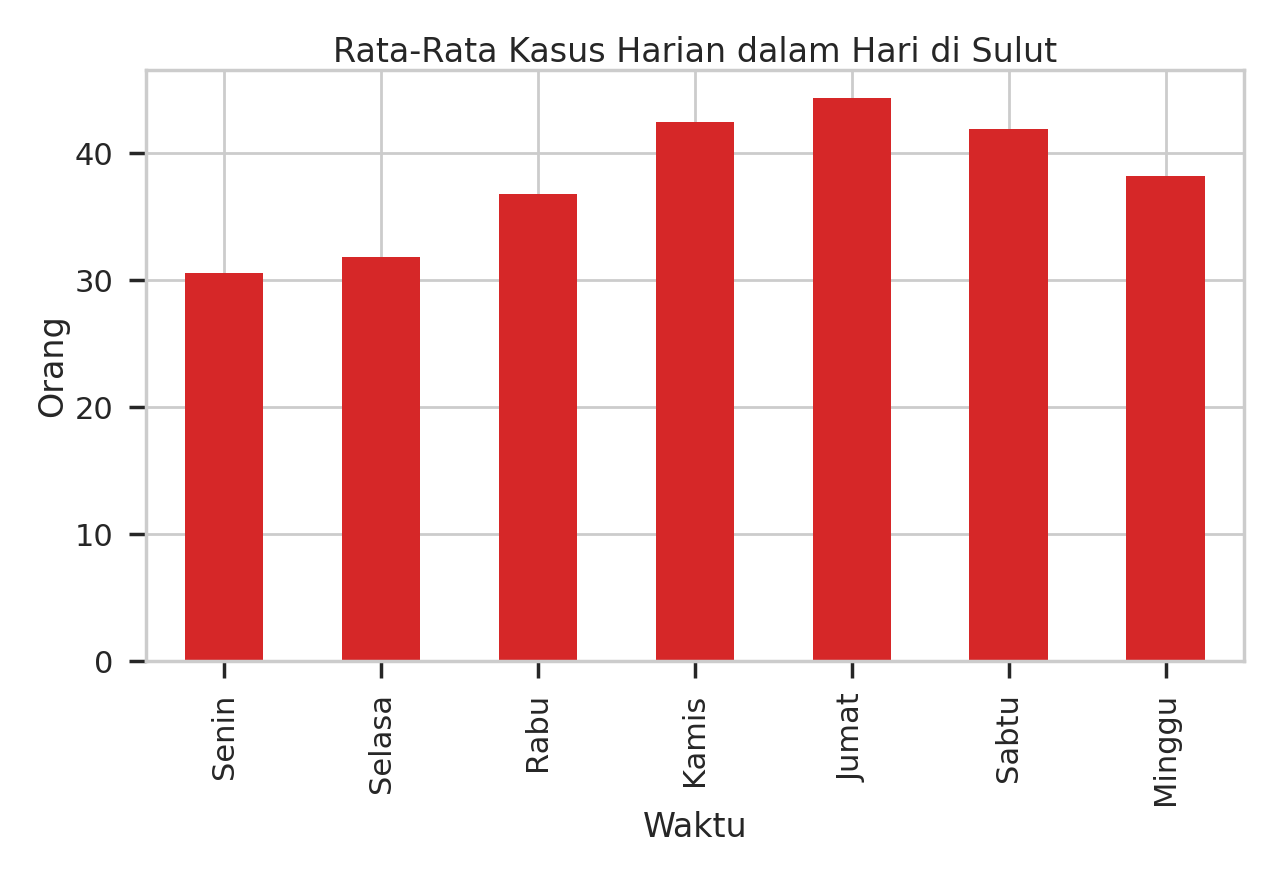 Rata-Rata Kasus Harian dalam Hari di Sulut
Orang
40
30
20
10
0
Senin
Selasa
Rabu
Kamis
Jumat
Sabtu
Minggu
Waktu